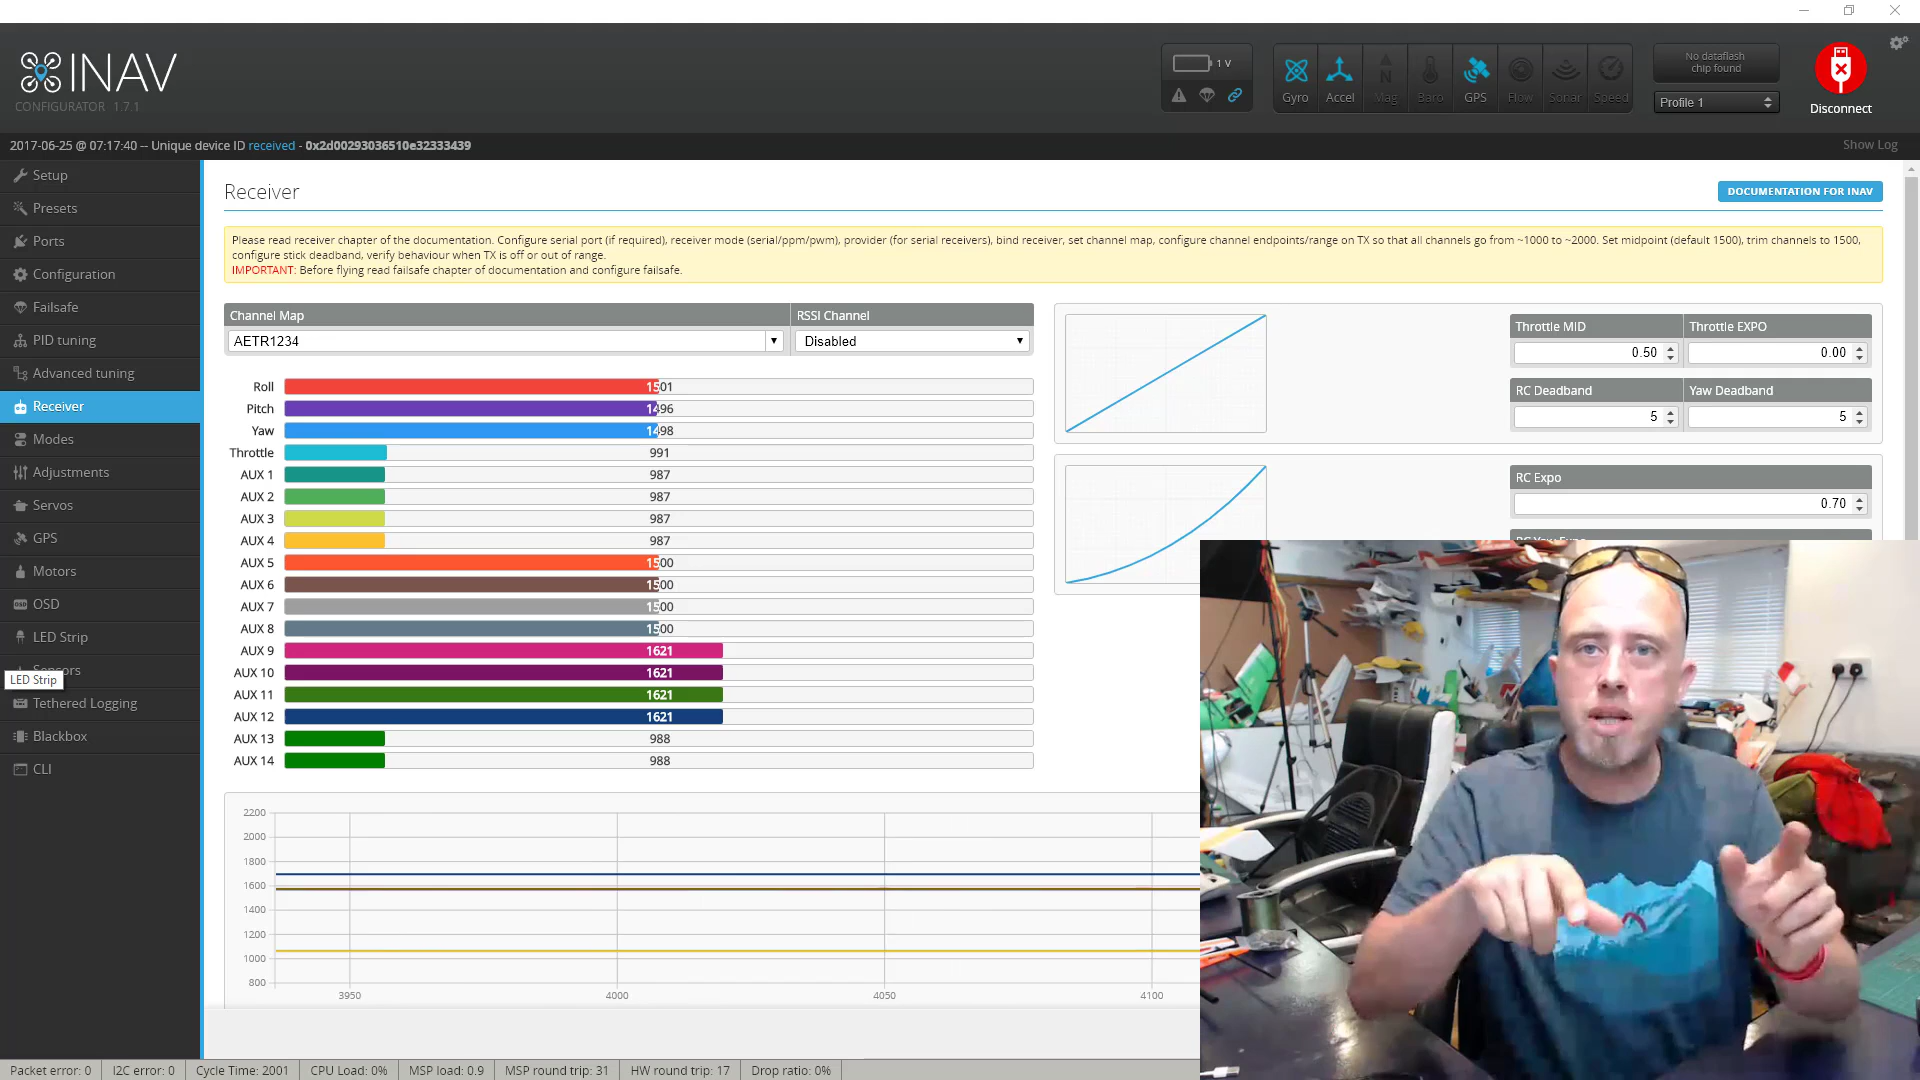 INAV
CONFIGURATOR 1.7.1
1 V
Gyro
Accel
Mag
Baro
GPS
Flow
Sonar
Speed
No dataflash
chip found
Profile 1
Disconnect
2017-06-25 @ 07:17:40 -- Unique device ID received - 0x2d00293036510e32333439
Show Log
Setup
Presets
Ports
Configuration
Failsafe
PID tuning
Advanced tuning
Receiver
Modes
Adjustments
Servos
GPS
Motors
OSD
LED Strip
Sensors
LED Strip
Tethered Logging
Blackbox
CLI
Receiver
DOCUMENTATION FOR INAV
Please read receiver chapter of the documentation. Configure serial port (if required), receiver mode (serial/ppm/pwm), provider (for serial receivers), bind receiver, set channel map, configure channel endpoints/range on TX so that all channels go from ~1000 to ~2000. Set midpoint (default 1500), trim channels to 1500,
configure stick deadband, verify behaviour when TX is off or out of range.
IMPORTANT: Before flying read failsafe chapter of documentation and configure failsafe.
Channel Map
RSSI Channel
AETR1234
Disabled
Roll 1501
Pitch 1496
Yaw 1498
Throttle 991
AUX 1 987
AUX 2 987
AUX 3 987
AUX 4 987
AUX 5 1500
AUX 6 1500
AUX 7 1500
AUX 8 1500
AUX 9 1621
AUX 10 1621
AUX 11 1621
AUX 12 1621
AUX 13 988
AUX 14 988
Throttle MID
Throttle EXPO
0.50
0.00
RC Deadband
Yaw Deadband
5
5
RC Expo
0.70
RC Yaw Expo
2200
2000
1800
1600
1400
1200
1000
800
3950
4000
4050
4100
Packet error: 0
I2C error: 0
Cycle Time: 2001
CPU Load: 0%
MSP load: 0.9
MSP round trip: 31
HW round trip: 17
Drop ratio: 0%